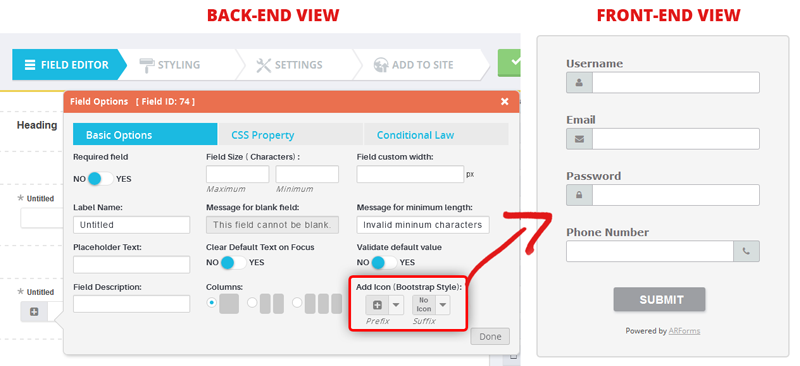 BACK-END VIEW
FRONT-END VIEW
FIELD EDITOR
STYLING
SETTINGS
ADD TO SITE
Heading
* Untitled
* Untitled
Field Options [ Field ID: 74 ]
Basic Options
CSS Property
Conditional Law
Required field
NO YES
Field Size ( Characters) :
Maximum
Minimum
Field custom width:
px
Label Name:
Untitled
Message for blank field:
This field cannot be blank.
Message for minimum length:
Invalid mininum characters
Placeholder Text:
Clear Default Text on Focus
NO YES
Validate default value
NO YES
Field Description:
Columns:
Add Icon (Bootstrap Style):
No
Icon
Prefix
Suffix
Done
Username
Email
Password
Phone Number
SUBMIT
Powered by ARForms